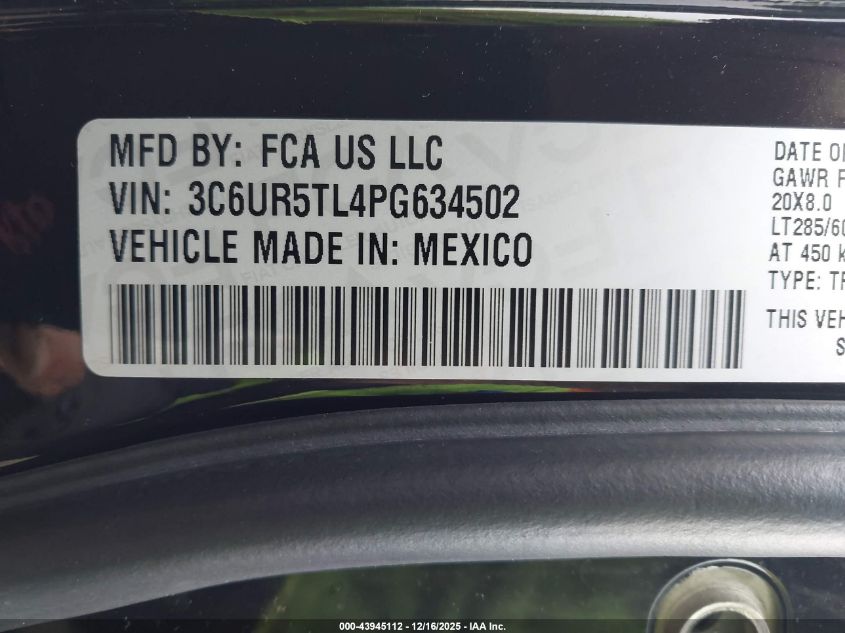 MFD BY: FCA US LLC
VIN: 3C6UR5TL4PG634502
VEHICLE MADE IN: MEXICO
DATE O
GAWR F
20X8.0
LT285/60
AT 450 k
TYPE: TR
THIS VEH
S
000-43945112 - 12/16/2025 - IAA Inc.